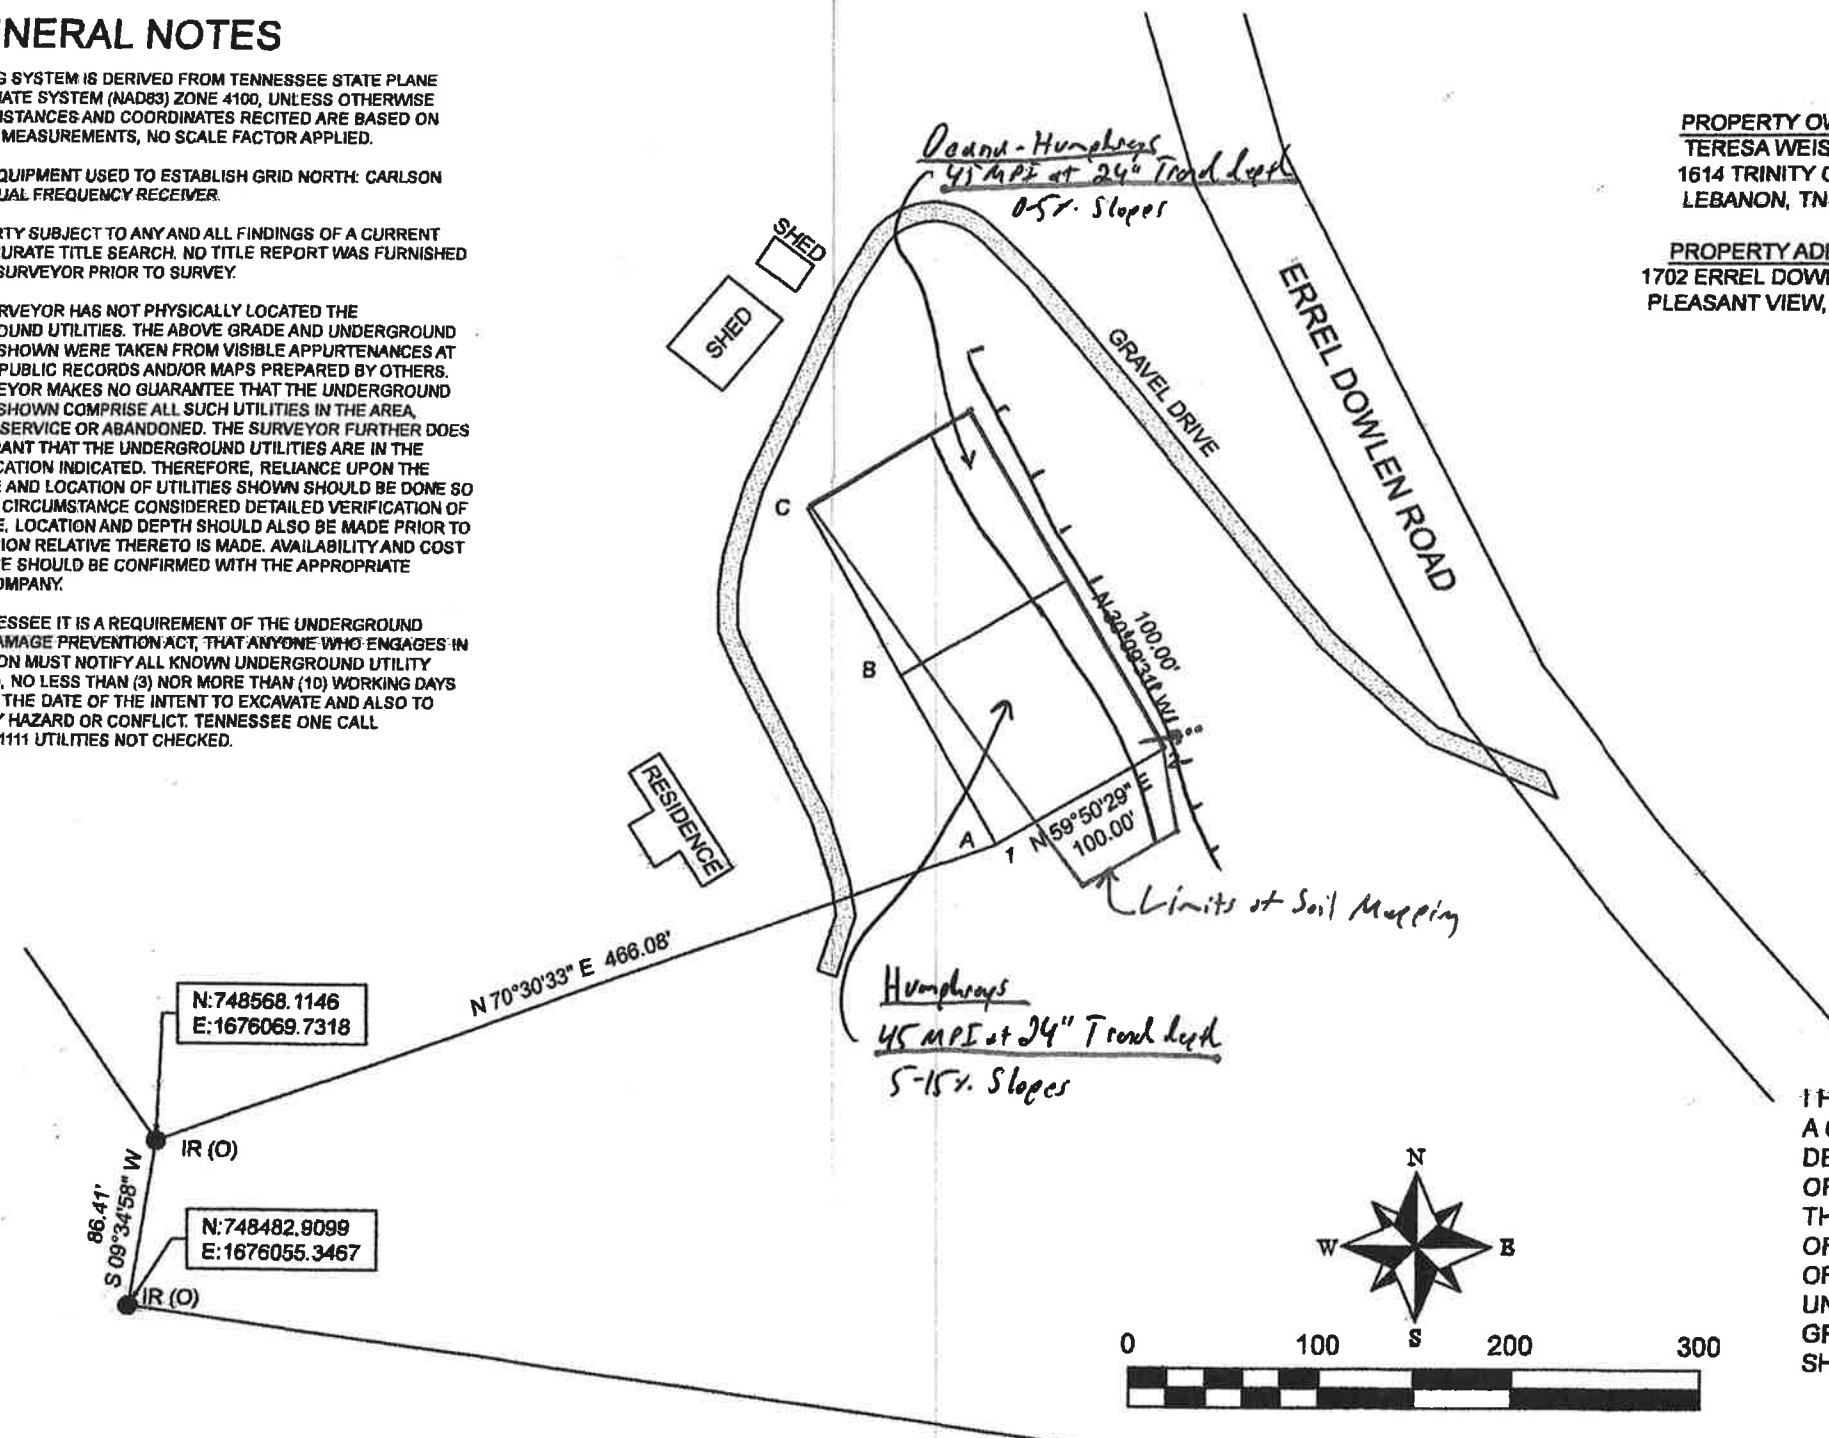 NERAL NOTES
G SYSTEM IS DERIVED FROM TENNESSEE STATE PLANE
ATE SYSTEM (NAD83) ZONE 4100, UNLESS OTHERWISE
ISTANCES AND COORDINATES RECITED ARE BASED ON
MEASUREMENTS, NO SCALE FACTOR APPLIED.
QUIPMENT USED TO ESTABLISH GRID NORTH: CARLSON
UAL FREQUENCY RECEIVER.
RTY SUBJECT TO ANY AND ALL FINDINGS OF A CURRENT
URATE TITLE SEARCH. NO TITLE REPORT WAS FURNISHED
SURVEYOR PRIOR TO SURVEY.
RVEYOR HAS NOT PHYSICALLY LOCATED THE
OUND UTILITIES. THE ABOVE GRADE AND UNDERGROUND
SHOWN WERE TAKEN FROM VISIBLE APPURTENANCES AT
PUBLIC RECORDS AND/OR MAPS PREPARED BY OTHERS.
EYOR MAKES NO GUARANTEE THAT THE UNDERGROUND
SHOWN COMPRISE ALL SUCH UTILITIES IN THE AREA,
SERVICE OR ABANDONED. THE SURVEYOR FURTHER DOES
ANT THAT THE UNDERGROUND UTILITIES ARE IN THE
CATION INDICATED. THEREFORE, RELIANCE UPON THE
E AND LOCATION OF UTILITIES SHOWN SHOULD BE DONE SO
CIRCUMSTANCE CONSIDERED DETAILED VERIFICATION OF
E, LOCATION AND DEPTH SHOULD ALSO BE MADE PRIOR TO
ION RELATIVE THERETO IS MADE. AVAILABILITY AND COST
E SHOULD BE CONFIRMED WITH THE APPROPRIATE
OMPANY.
ESSEE IT IS A REQUIREMENT OF THE UNDERGROUND
AMAGE PREVENTION ACT, THAT ANYONE WHO ENGAGES IN
ON MUST NOTIFY ALL KNOWN UNDERGROUND UTILITY
, NO LESS THAN (3) NOR MORE THAN (10) WORKING DAYS
THE DATE OF THE INTENT TO EXCAVATE AND ALSO TO
Y HAZARD OR CONFLICT. TENNESSEE ONE CALL
1111 UTILITIES NOT CHECKED.
Humphreys
45 MPI at 24" Trench depth
0-5% Slopes
SHED
SHED
GRAVEL DRIVE
ERREL DOWLEN ROAD
PROPERTY OW
TERESA WEIS
1614 TRINITY C
LEBANON, TN
PROPERTY ADD
1702 ERREL DOWL
PLEASANT VIEW,
C
B
A
1
100.00'
N 30°09'31" W
N 59°50'29"
E
100.00'
RESIDENCE
Limits of Soil Mapping
Humphreys
45 MPI at 24" Trench depth
5-15% Slopes
N 70°30'33" E 466.08'
N:748568.1146
E:1676069.7318
IR (O)
86.41'
S 09°34'58" W
N:748482.9099
E:1676055.3467
IR (O)
N
W
E
S
0 100 200 300
I H
A
DE
OF
TH
OF
OF
UN
GF
SH